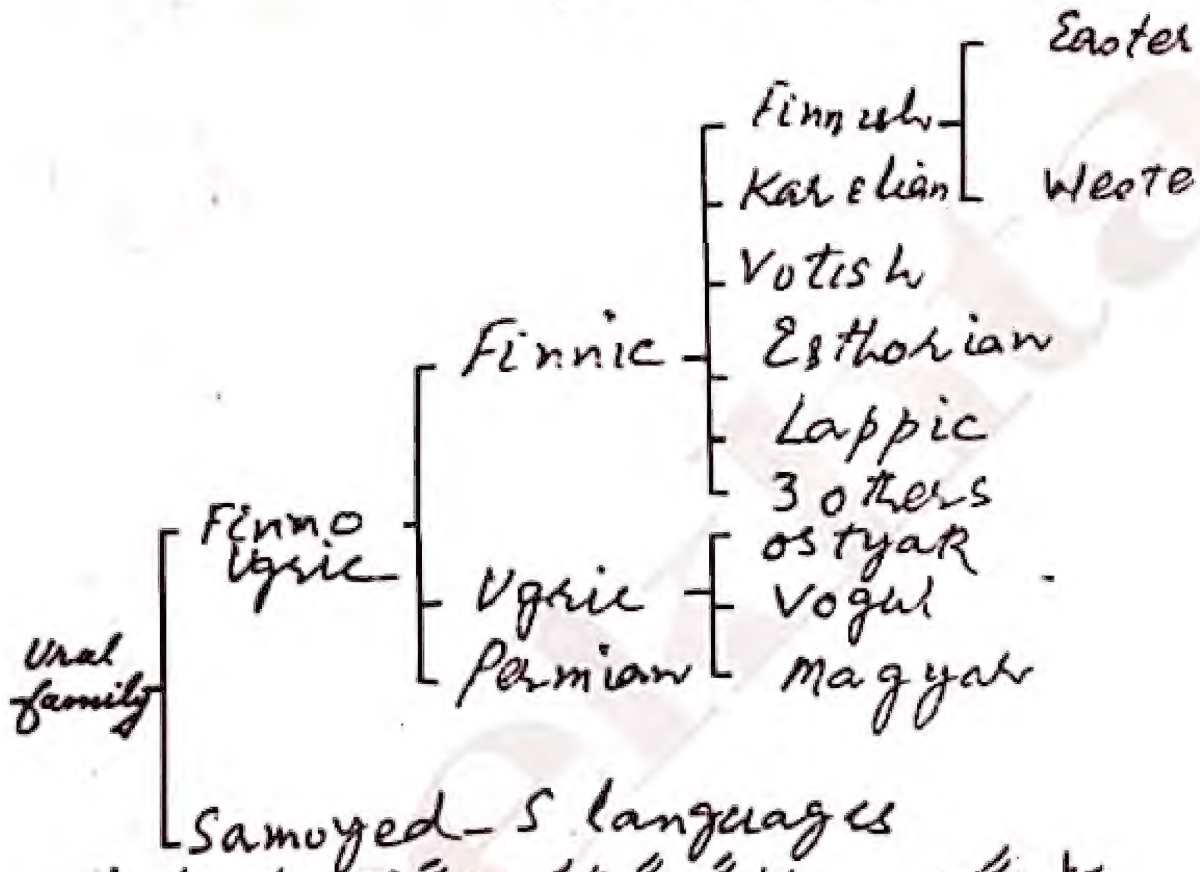 Easter
Finnish
Karelian Weste
Votish
Finnic Esthonian
Lappic
3 others
Finno ostyak
Ugric Ugric Vogul
Ural Permian Magyar
family
Samoyed - 5 languages